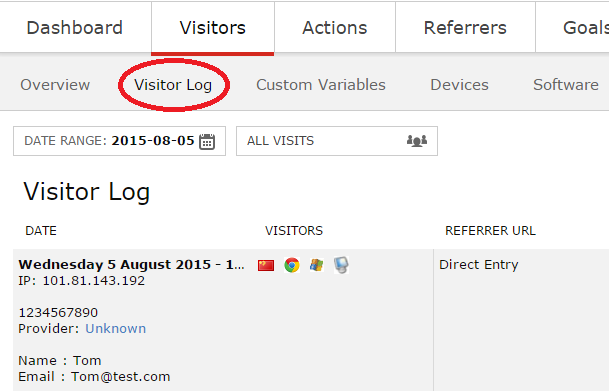 Dashboard Visitors Actions Referrers Goals
Overview Visitor Log Custom Variables Devices Software
DATE RANGE: 2015-08-05 ALL VISITS
Visitor Log
DATE VISITORS REFERRER URL
Wednesday 5 August 2015 - 1... Direct Entry
IP: 101.81.143.192
1234567890
Provider: Unknown
Name : Tom
Email : Tom@test.com